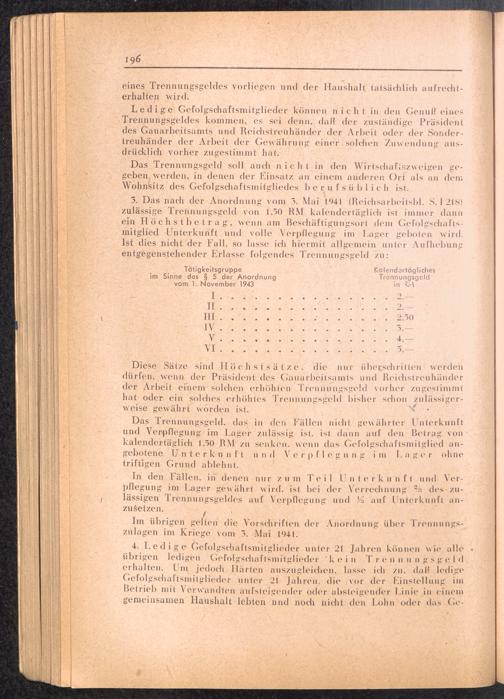 196
eines Trennungsgeldes vorliegen und der Haushalt tatsächlich aufrecht-
erhalten wird.
Ledige Gefolgschaftsmitglieder können nicht in den Genuß eines
Trennungsgeldes kommen, es sei denn, daß der zuständige Präsident
des Gauarbeitsamts und Reichstreuhänder der Arbeit oder der Sonder-
treuhänder der Arbeit der Gewährung einer solchen Zuwendung aus-
drücklich vorher zugestimmt hat.
Das Trennungsgeld soll auch nicht in den Wirtschaftszweigen ge-
geben werden, in denen der Einsatz an einem anderen Ort als an dem
Wohnsitz des Gefolgschaftsmitgliedes berufsüblich ist.
3. Das nach der Anordnung vom 3. Mai 1941 (Reichsarbeitsbl. S. I 218)
zulässige Trennungsgeld von 1,50 RM kalendertäglich ist immer dann
ein Höchstbetrag, wenn am Beschäftigungsort dem Gefolgschafts-
mitglied Unterkunft und volle Verpflegung im Lager geboten wird.
Ist dies nicht der Fall, so lasse ich hiermit allgemein unter Aufhebung
entgegenstehender Erlasse folgendes Trennungsgeld zu:
Tätigkeitsgruppe Kalendertägliches
im Sinne des § 5 der Anordnung Trennungsgeld
vom 1. November 1943 in
I . . . . . . . . . . . . . . . 2,—
II . . . . . . . . . . . . . . . 2,—
III . . . . . . . . . . . . . . . 2,50
IV . . . . . . . . . . . . . . . 3,—
V . . . . . . . . . . . . . . . 4,—
VI . . . . . . . . . . . . . . . 5,—
Diese Sätze sind Höchstsätze, die nur überschritten werden
dürfen, wenn der Präsident des Gauarbeitsamts und Reichstreuhänder
der Arbeit einem solchen erhöhten Trennungsgeld vorher zugestimmt
hat oder ein solches erhöhtes Trennungsgeld bisher schon zulässiger-
weise gewährt worden ist.
Das Trennungsgeld, das in den Fällen nicht gewährter Unterkunft
und Verpflegung im Lager zulässig ist, ist dann auf den Betrag von
kalendertäglich 1,50 RM zu senken, wenn das Gefolgschaftsmitglied an-
gebotene Unterkunft und Verpflegung im Lager ohne
triftigen Grund ablehnt.
In den Fällen, in denen nur zum Teil Unterkunft und Ver-
pflegung im Lager gewährt wird, ist bei der Verrechnung ⅔ des zu-
lässigen Trennungsgeldes auf Verpflegung und ⅓ auf Unterkunft an-
zusetzen.
Im übrigen gelten die Vorschriften der Anordnung über Trennungs-
zulagen im Kriege vom 3. Mai 1941.
4. Ledige Gefolgschaftsmitglieder unter 21 Jahren können wie alle
übrigen ledigen Gefolgschaftsmitglieder kein Trennungsgeld
erhalten. Um jedoch Härten auszugleichen, lasse ich zu, daß ledige
Gefolgschaftsmitglieder unter 21 Jahren, die vor der Einstellung im
Betrieb mit Verwandten aufsteigender oder absteigender Linie in einem
gemeinsamen Haushalt lebten und noch nicht den Lohn oder das Ge-